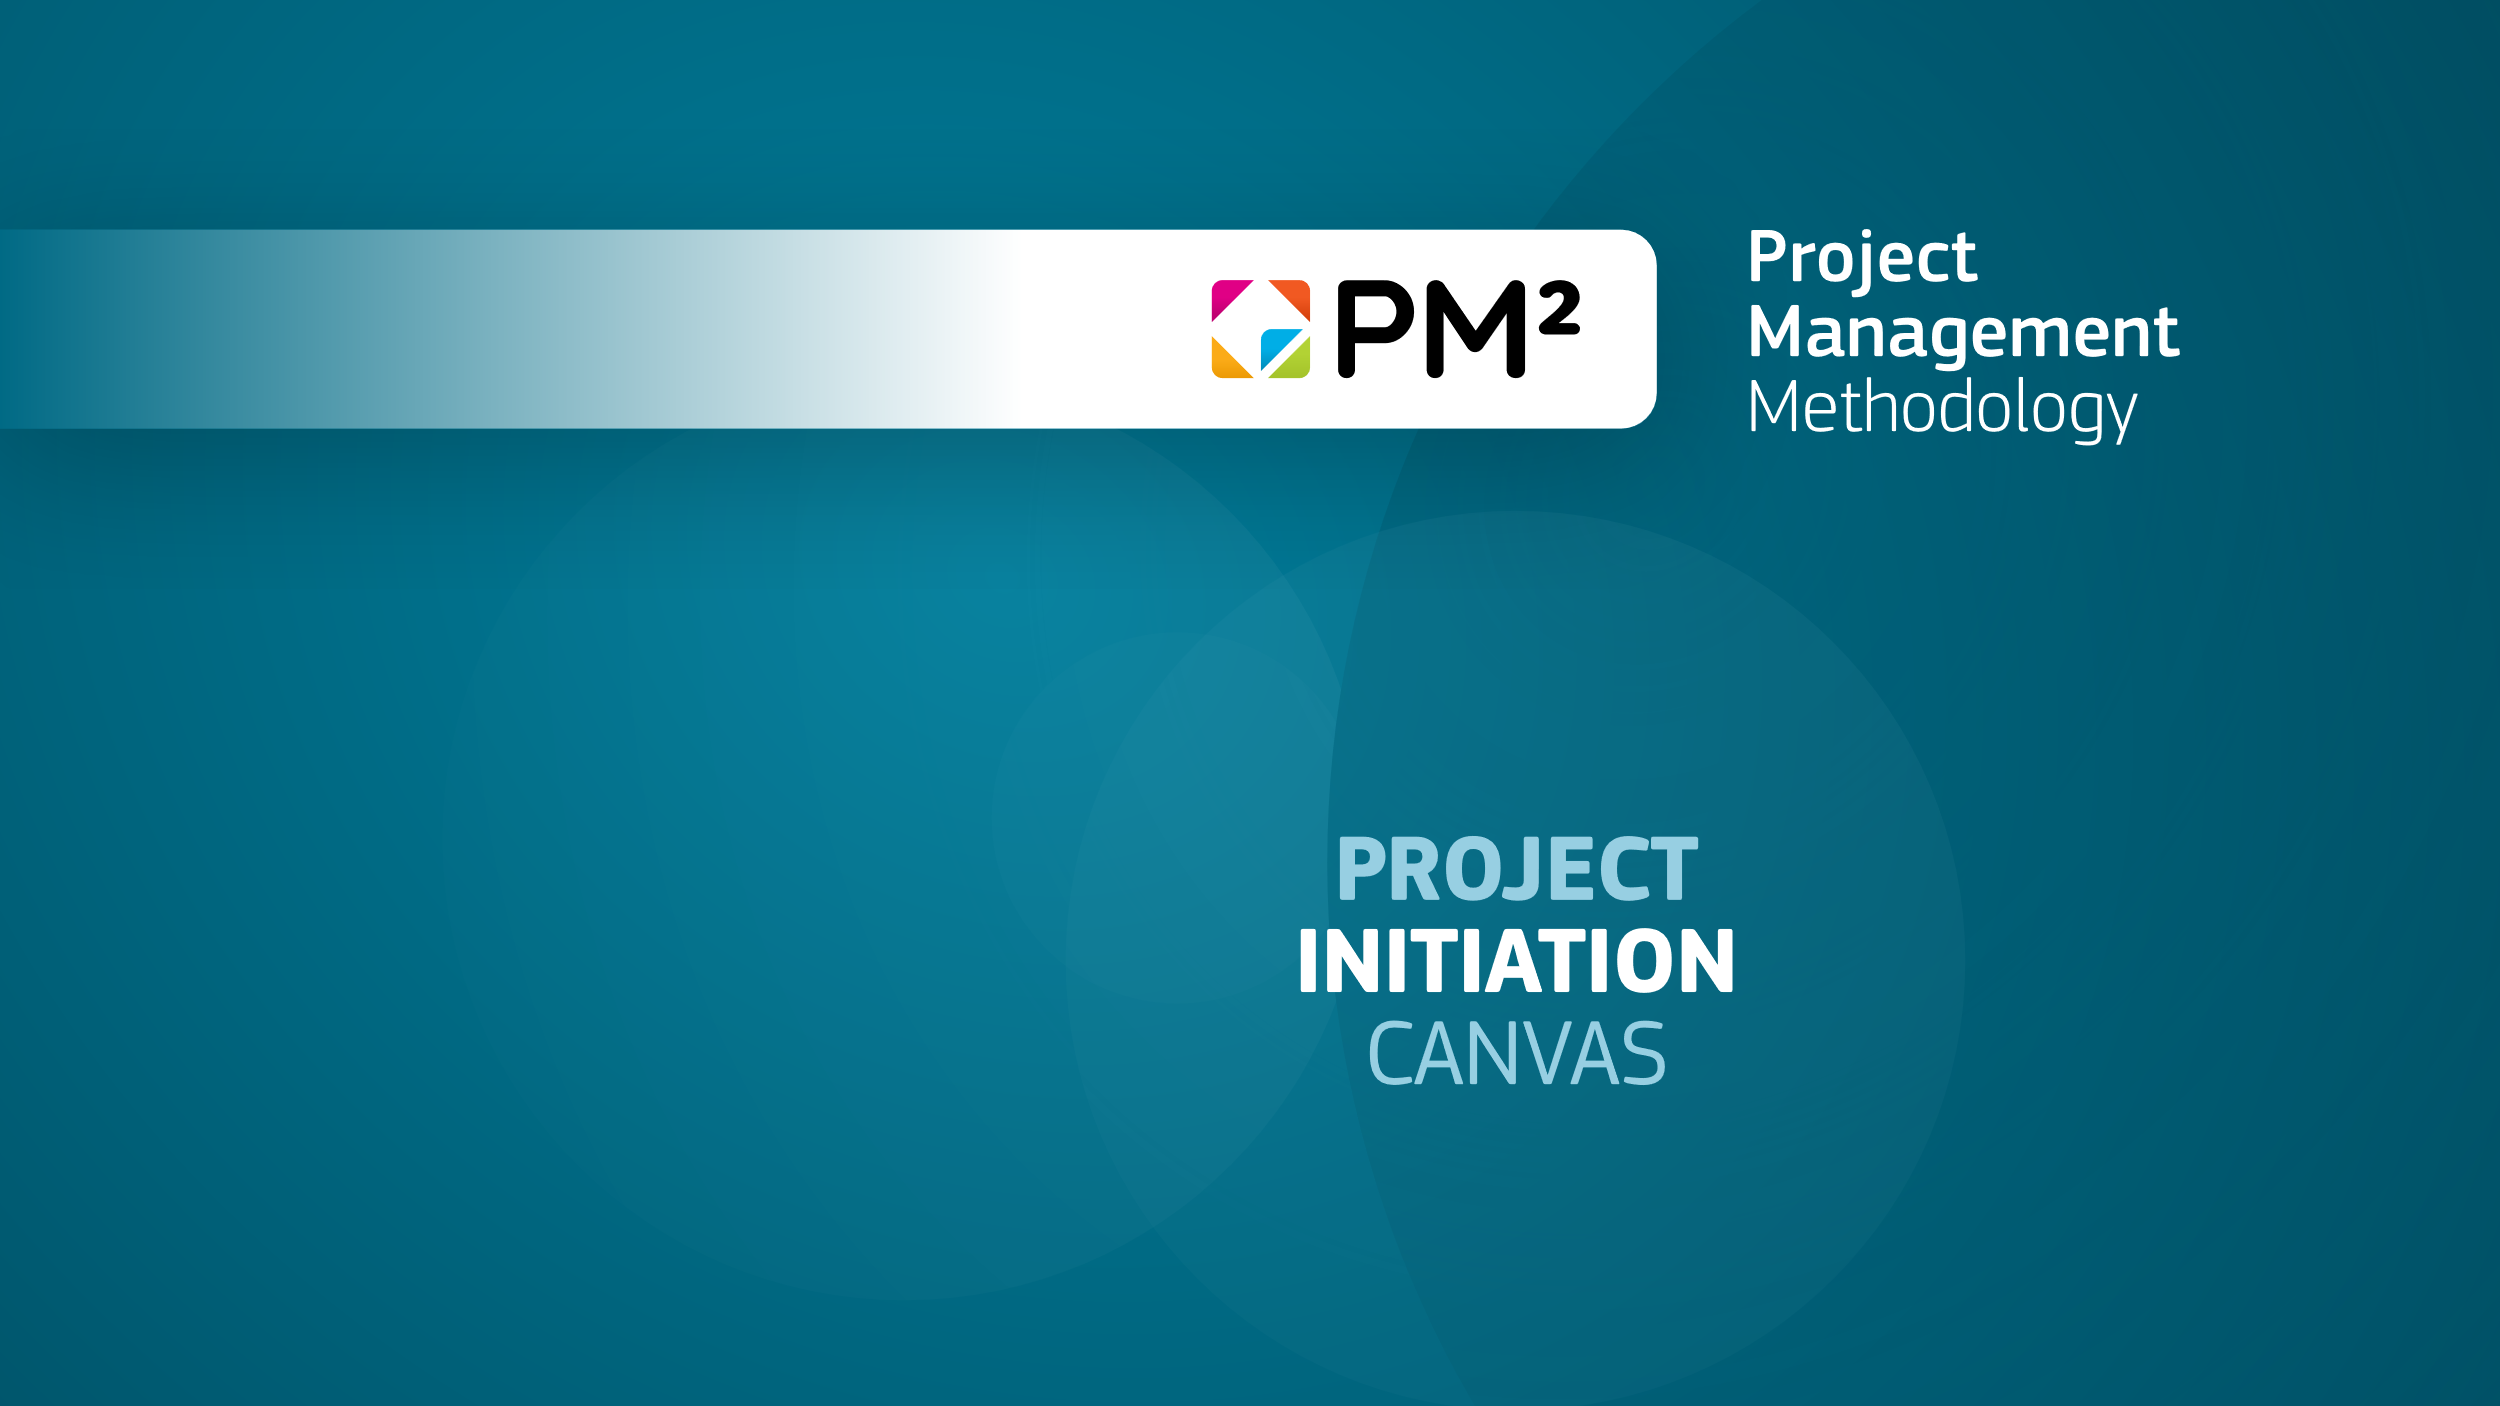 PM²
Project
Management
Methodology
PROJECT
INITIATION
CANVAS